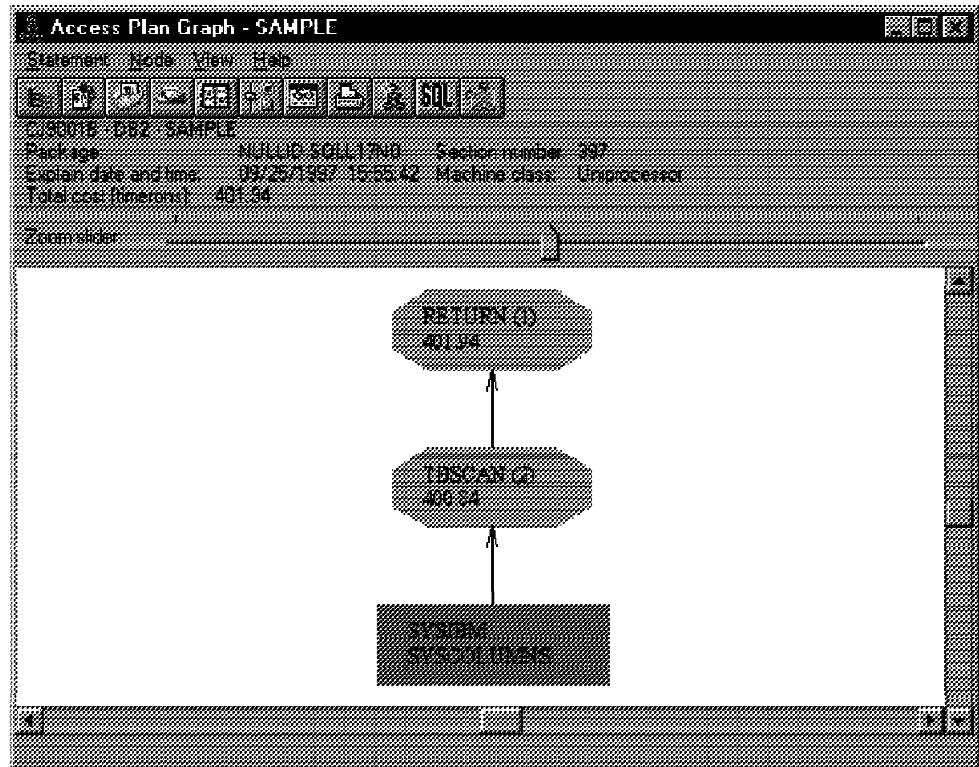 Access Plan Graph - SAMPLE
Statement Node View Help
SQL
- DB2 - SAMPLE
Package: NULLID.SQLL17N0 Section number: 397
Explain date and time: 09/25/1997 15:55:42 Machine class: Uniprocessor
Total cost (timerons): 401.94
Zoom slider
RETURN (1)
401.94
TBSCAN (2)
400.94
SYSIBM
SYSCOLUMNS